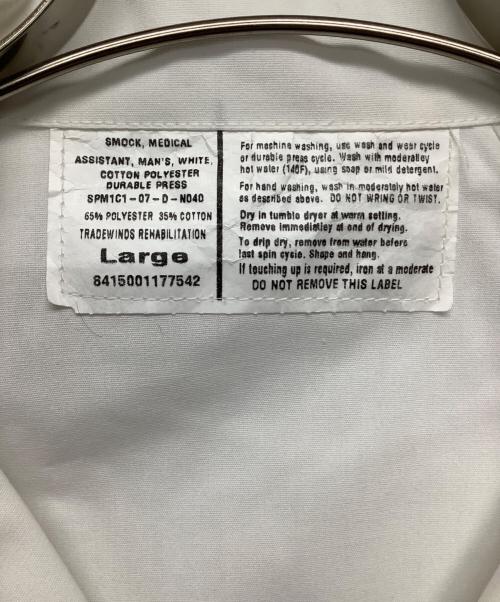 SMOCK, MEDICAL
ASSISTANT, MAN'S, WHITE,
COTTON POLYESTER
DURABLE PRESS
SPM1C1-07-D-N040
65% POLYESTER 35% COTTON
TRADEWINDS REHABILITATION
Large
8415001177542
For machine washing, use wash and wear cycle
or durable press cycle. Wash with moderatley
hot water (140F), using soap or mild detergent.
For hand washing, wash in moderately hot water
as described above. DO NOT WRING OR TWIST.
Dry in tumble dryer at warm setting.
Remove immediatley at end of drying.
To drip dry, remove from water before
last spin cycle. Shape and hang.
If touching up is required, iron at a moderate
DO NOT REMOVE THIS LABEL